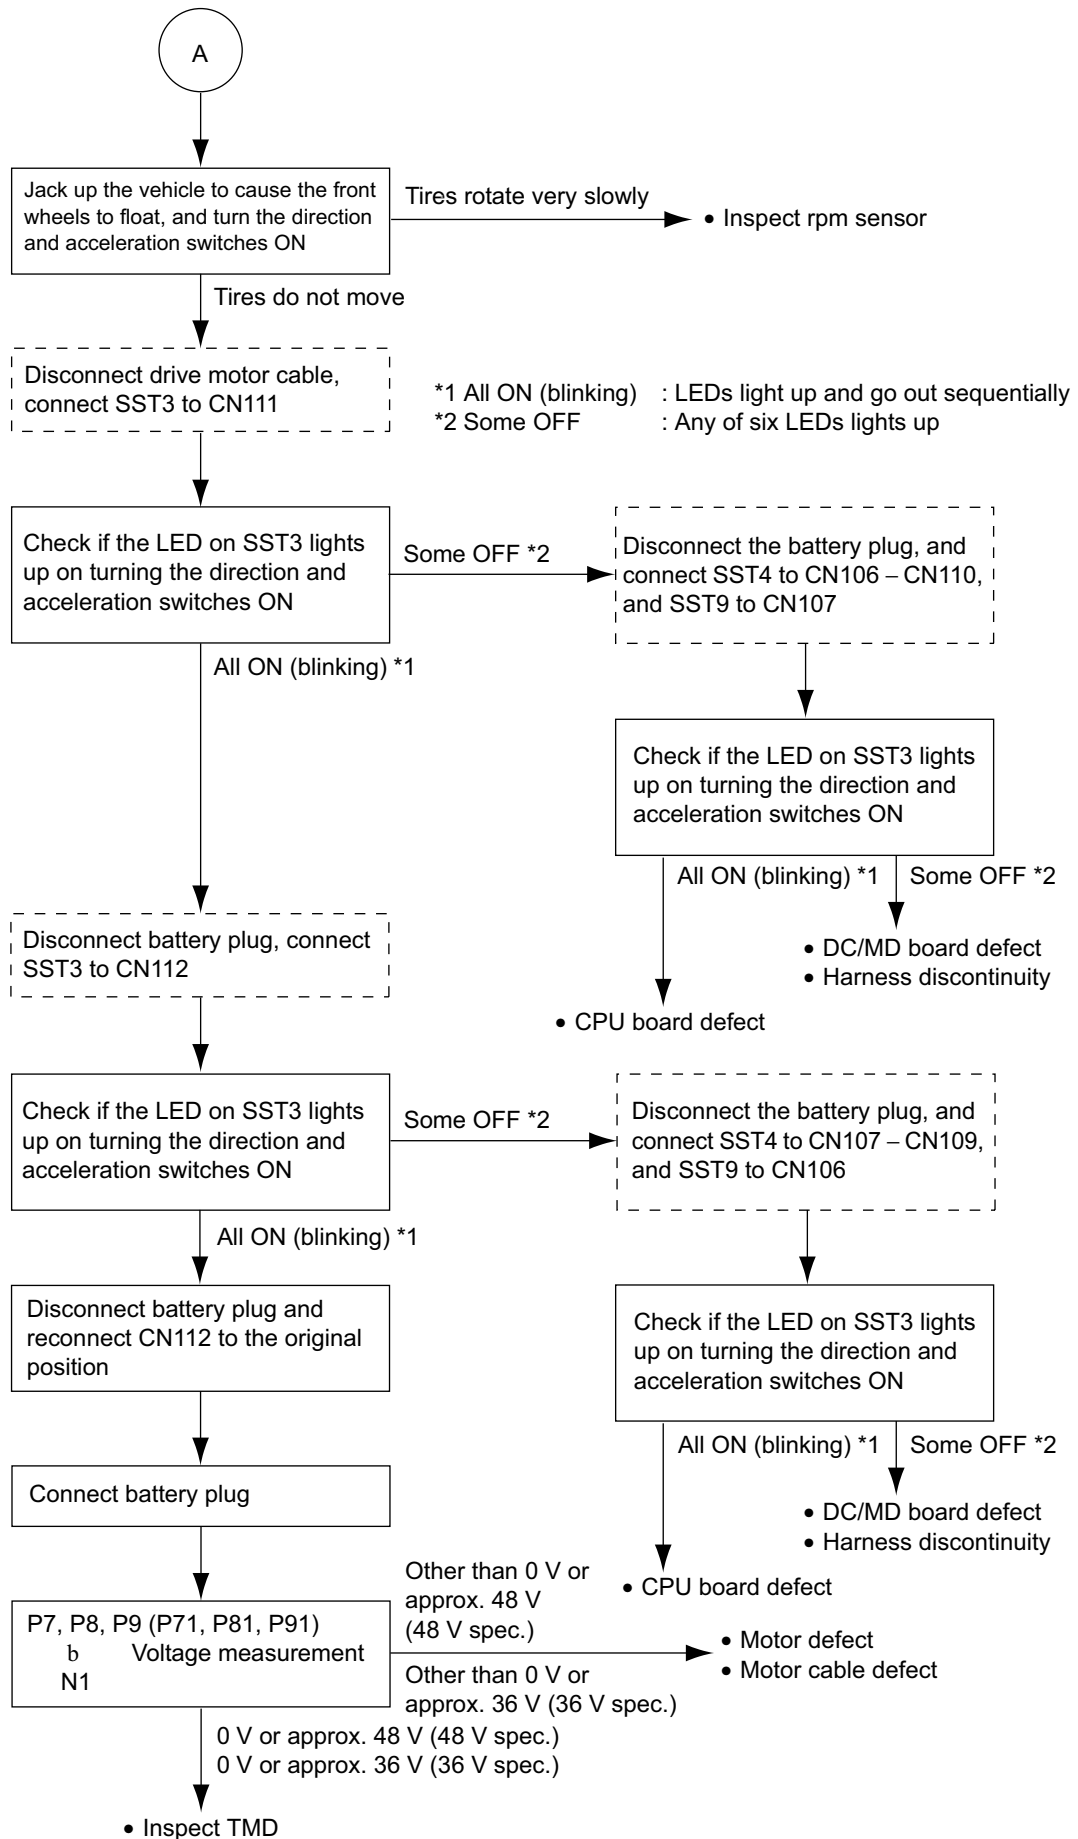 A
Jack up the vehicle to cause the front
wheels to float, and turn the direction
and acceleration switches ON
Tires rotate very slowly
• Inspect rpm sensor
Tires do not move
Disconnect drive motor cable,
connect SST3 to CN111
*1 All ON (blinking) : LEDs light up and go out sequentially
*2 Some OFF : Any of six LEDs lights up
Check if the LED on SST3 lights
up on turning the direction and
acceleration switches ON
Some OFF *2
Disconnect the battery plug, and
connect SST4 to CN106 – CN110,
and SST9 to CN107
All ON (blinking) *1
Check if the LED on SST3 lights
up on turning the direction and
acceleration switches ON
All ON (blinking) *1
Some OFF *2
• DC/MD board defect
• Harness discontinuity
• CPU board defect
Disconnect battery plug, connect
SST3 to CN112
Check if the LED on SST3 lights
up on turning the direction and
acceleration switches ON
Some OFF *2
Disconnect the battery plug, and
connect SST4 to CN107 – CN109,
and SST9 to CN106
All ON (blinking) *1
Disconnect battery plug and
reconnect CN112 to the original
position
Check if the LED on SST3 lights
up on turning the direction and
acceleration switches ON
All ON (blinking) *1
Some OFF *2
• DC/MD board defect
• Harness discontinuity
• CPU board defect
Connect battery plug
P7, P8, P9 (P71, P81, P91)
b Voltage measurement
N1
Other than 0 V or
approx. 48 V
(48 V spec.)
Other than 0 V or
approx. 36 V (36 V spec.)
• Motor defect
• Motor cable defect
0 V or approx. 48 V (48 V spec.)
0 V or approx. 36 V (36 V spec.)
• Inspect TMD